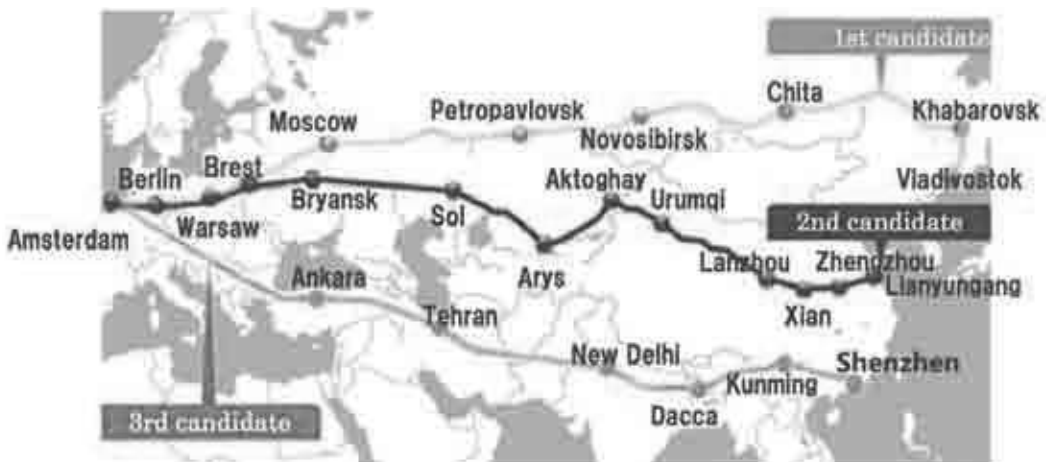 1st candidate
Chita
Petropavlovsk
Khabarovsk
Moscow
Novosibirsk
Brest
Berlin
Aktoghay
Vladivostok
Bryansk
Urumqi
Sol
2nd candidate
Warsaw
Amsterdam
Lanzhou
Zhengzhou
Ankara
Arys
Lianyungang
Xian
Tehran
New Delhi
Shenzhen
Kunming
Dacca
3rd candidate